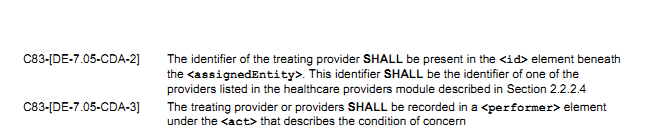 C83-[DE-7.05-CDA-2] The identifier of the treating provider SHALL be present in the <id> element beneath
the <assignedEntity>. This identifier SHALL be the identifier of one of the
providers listed in the healthcare providers module described in Section 2.2.2.4
C83-[DE-7.05-CDA-3] The treating provider or providers SHALL be recorded in a <performer> element
under the <act> that describes the condition of concern